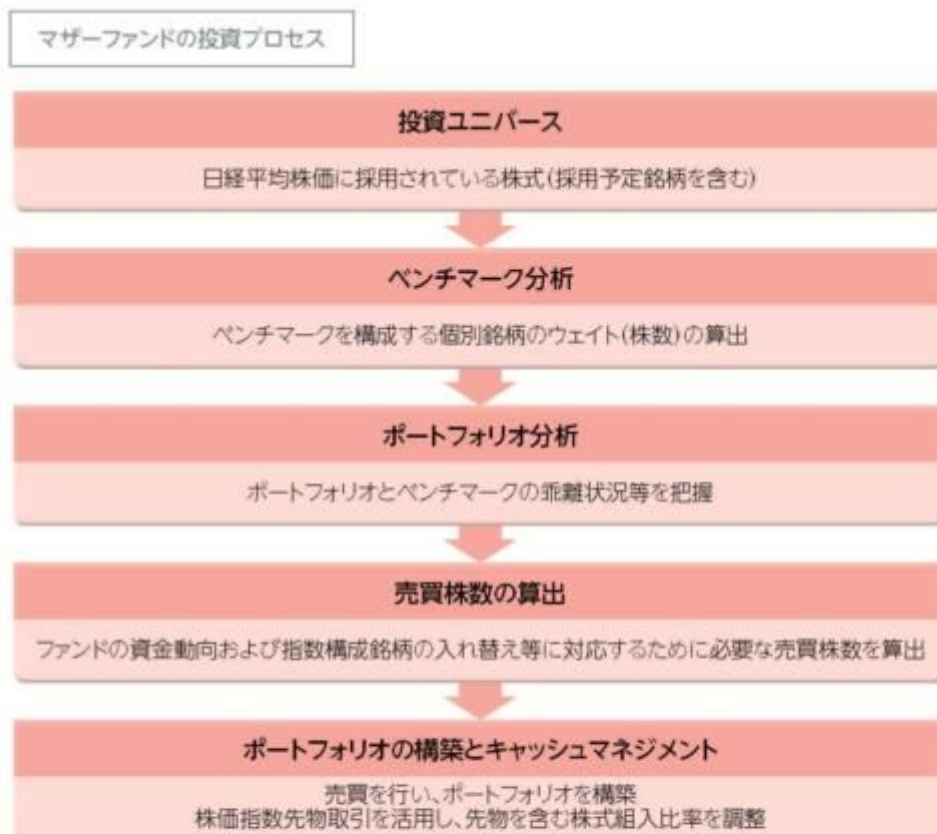 マザーファンドの投資プロセス
投資ユニバース
日経平均株価に採用されている株式(採用予定銘柄を含む)
ベンチマーク分析
ベンチマークを構成する個別銘柄のウェイト(株数)の算出
ポートフォリオ分析
ポートフォリオとベンチマークの乖離状況等を把握
売買株数の算出
ファンドの資金動向および指数構成銘柄の入れ替え等に対応するために必要な売買株数を算出
ポートフォリオの構築とキャッシュマネジメント
売買を行い、ポートフォリオを構築
株価指数先物取引を活用し、先物を含む株式組入比率を調整